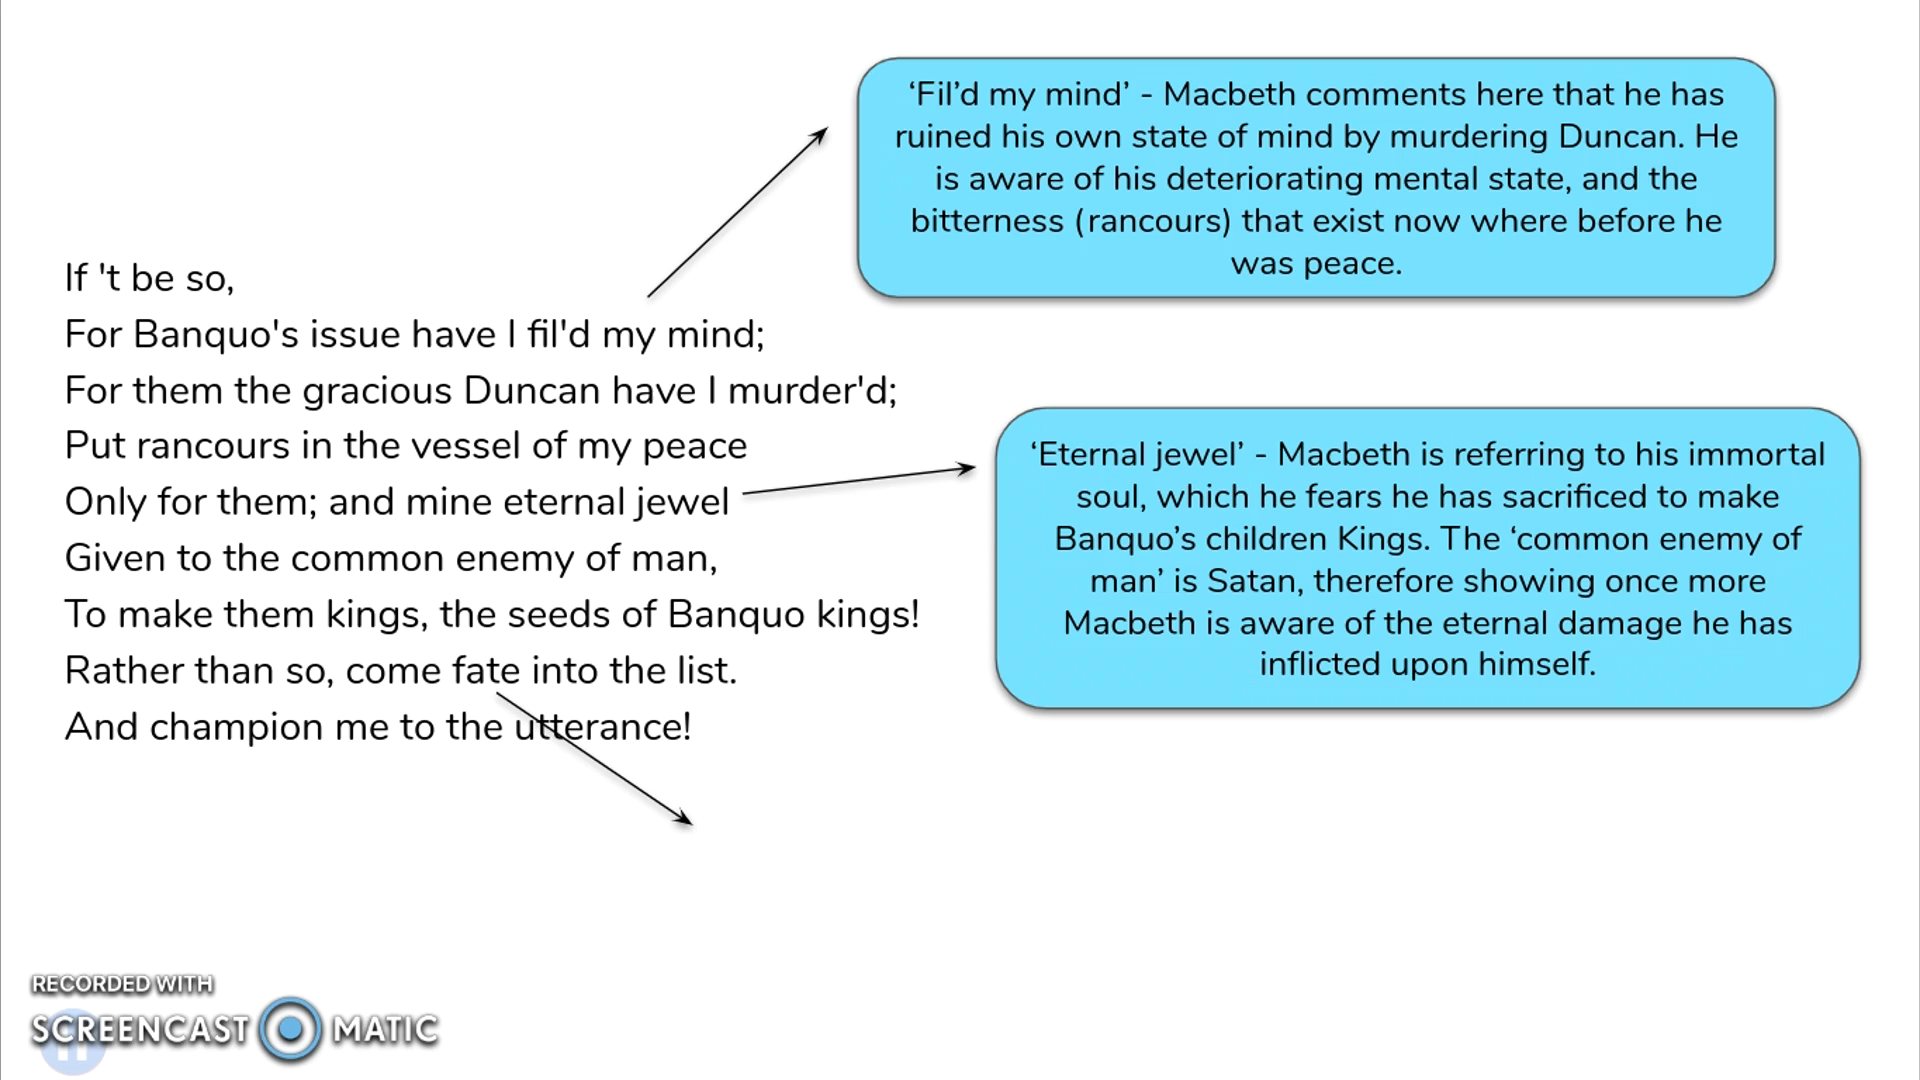 ‘Fil’d my mind’ - Macbeth comments here that he has
ruined his own state of mind by murdering Duncan. He
is aware of his deteriorating mental state, and the
bitterness (rancours) that exist now where before he
was peace.
If 't be so,
For Banquo's issue have I fil'd my mind;
For them the gracious Duncan have I murder'd;
Put rancours in the vessel of my peace
Only for them; and mine eternal jewel
Given to the common enemy of man,
To make them kings, the seeds of Banquo kings!
Rather than so, come fate into the list.
And champion me to the utterance!
‘Eternal jewel’ - Macbeth is referring to his immortal
soul, which he fears he has sacrificed to make
Banquo’s children Kings. The ‘common enemy of
man’ is Satan, therefore showing once more
Macbeth is aware of the eternal damage he has
inflicted upon himself.
RECORDED WITH
SCREENCAST MATIC